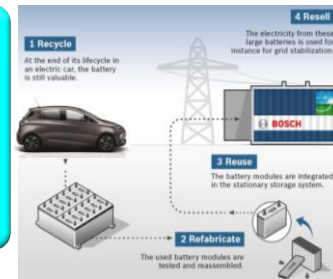 1 Recycle
At the end of its lifecycle in
an electric car, the battery
is still valuable.
4 Resell
The electricity from these
large batteries is used for
instance for grid stabilization.
BOSCH
3 Reuse
The battery modules are integrated
in the stationary storage system.
2 Refabricate
The used battery modules are
tested and reassembled.